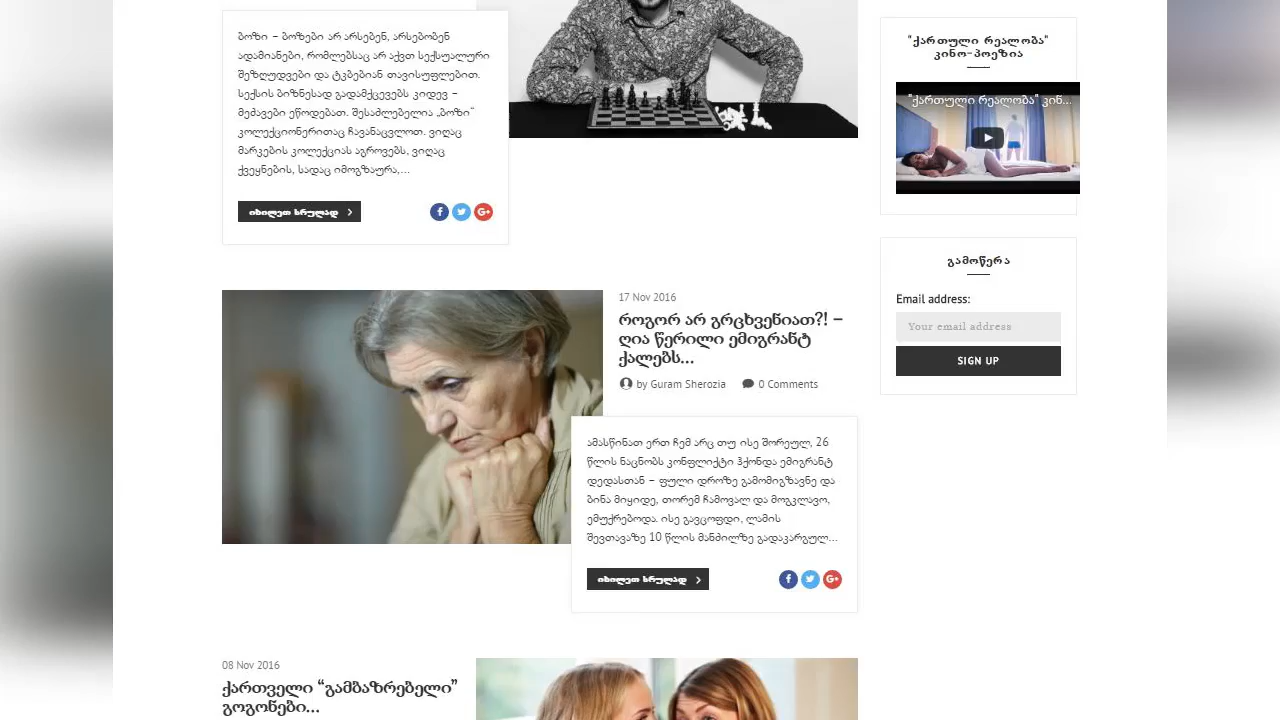 ბოზი – ბოზები არ არსებენ, არსებობენ
ადამიანები, რომლებსაც არ აქვთ სექსუალური
შეზღუდვები და ტკბებიან თავისუფლებით.
სექსის ბიზნესად გადამქცევებს კიდევ –
მეძავები ეწოდებათ. შესაძლებელია „ბოზი“
კოლექციონერითაც ჩავანაცვლოთ. ვიღაც
მარკების კოლექციას აგროვებს, ვიღაც
ქვეყნების, სადაც იმოგზაურა,...
იხილეთ სრულად
17 Nov 2016
როგორ არ გრცხვენიათ?! –
ღია წერილი ემიგრანტ
ქალებს...
by Guram Sherozia 0 Comments
ამასწინათ ერთ ჩემ არც თუ ისე შორეულ, 26
წლის ნაცნობს კონფლიქტი ჰქონდა ემიგრანტ
დედასთან – ფული დროზე გამომიგზავნე და
ბინა მიყიდე, თორემ ჩამოვალ და მოგკლავო,
ემუქრებოდა. ისე გავცოფდი, ლამის
შევთავაზე 10 წლის მანძილზე გადაკარგულ...
იხილეთ სრულად
08 Nov 2016
ქართველი “გამბაზრებელი”
გოგონები...
"ქართული რეალობა"
კინო-პოეზია
"ქართული რეალობა" კინ...
გამოწერა
Email address:
Your email address
SIGN UP